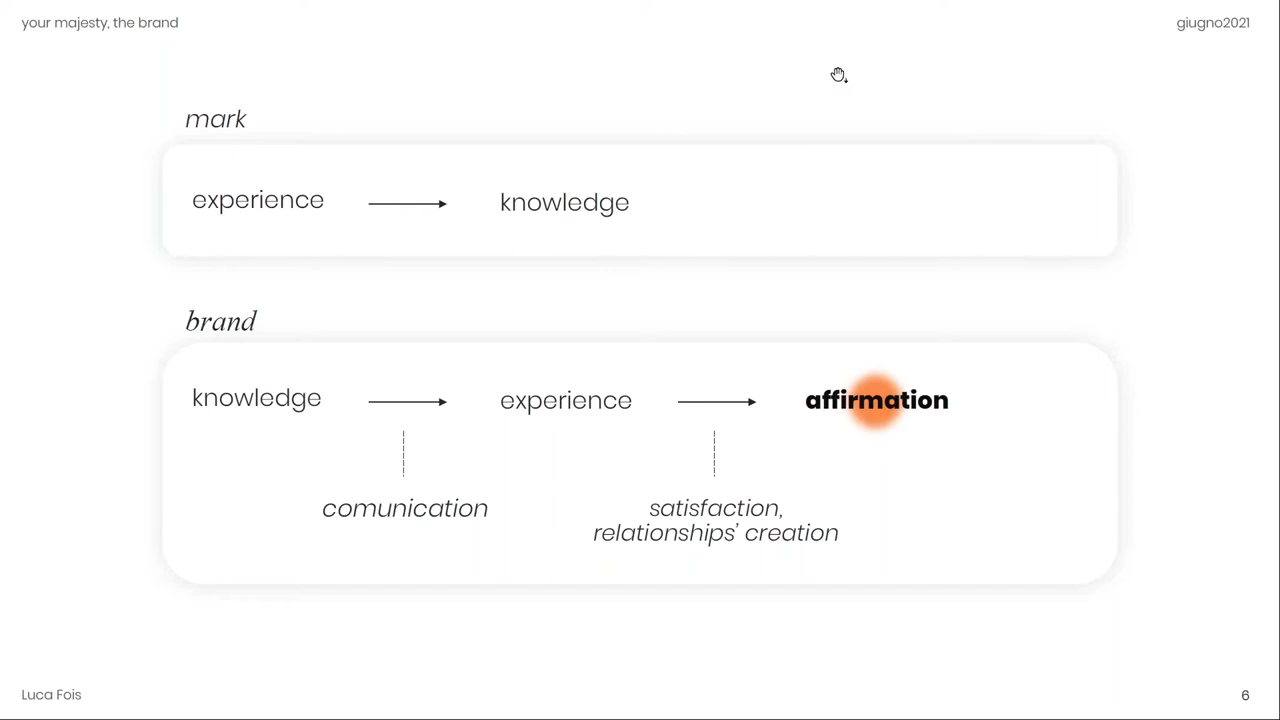 your majesty, the brand
giugno2021
mark
experience
knowledge
brand
knowledge
experience
affirmation
comunication
satisfaction,
relationships’ creation
Luca Fois
6